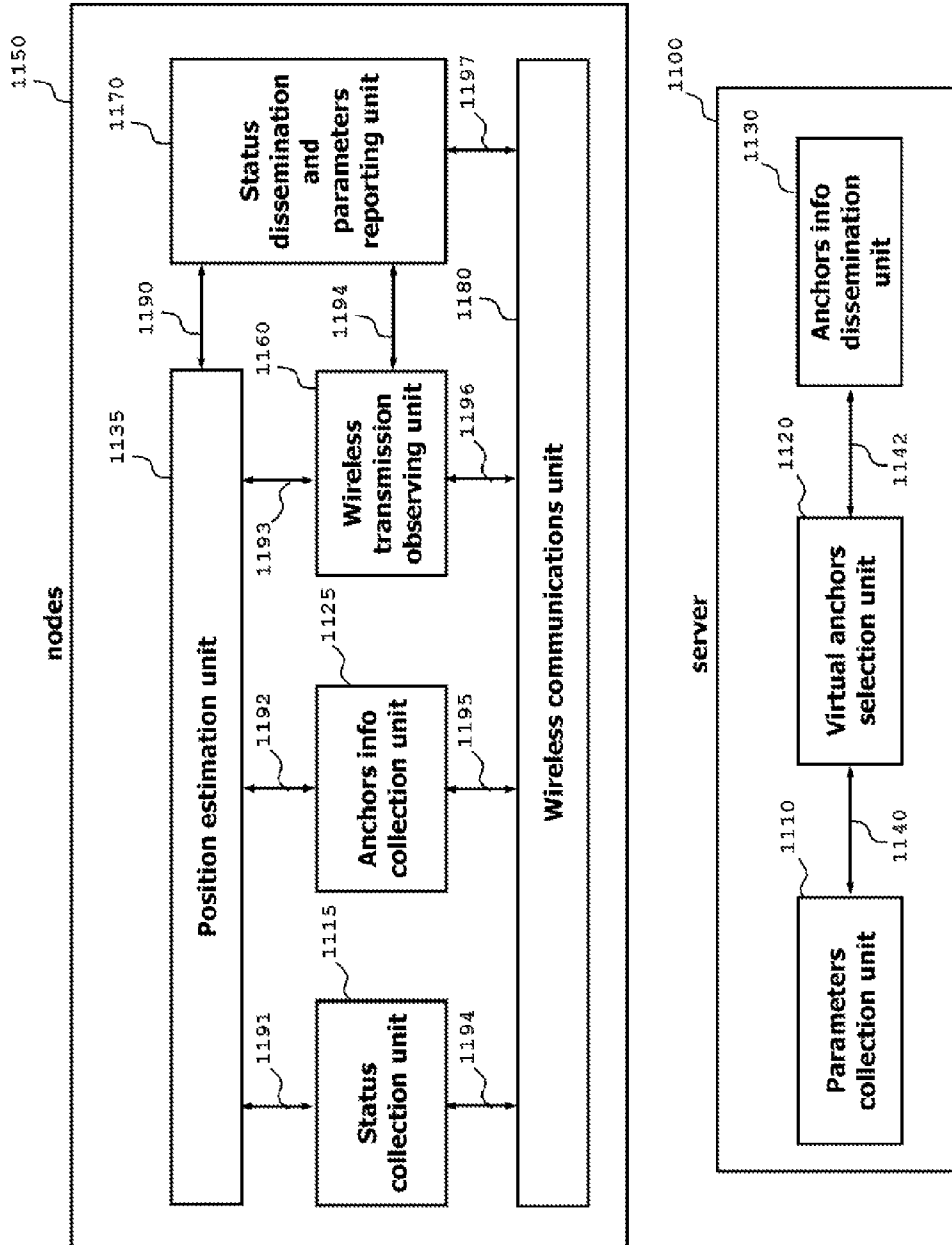 nodes
1150
1135
Position estimation unit
1190
1170
Status
dissemination
and
parameters
reporting unit
1191
1192
1193
1160
1194
1115
Status
collection unit
1125
Anchors info
collection unit
Wireless
transmission
observing unit
1194
1195
1196
1180
1197
Wireless communications unit
server
1100
1110
Parameters
collection unit
1140
1120
Virtual anchors
selection unit
1142
1130
Anchors info
dissemination
unit